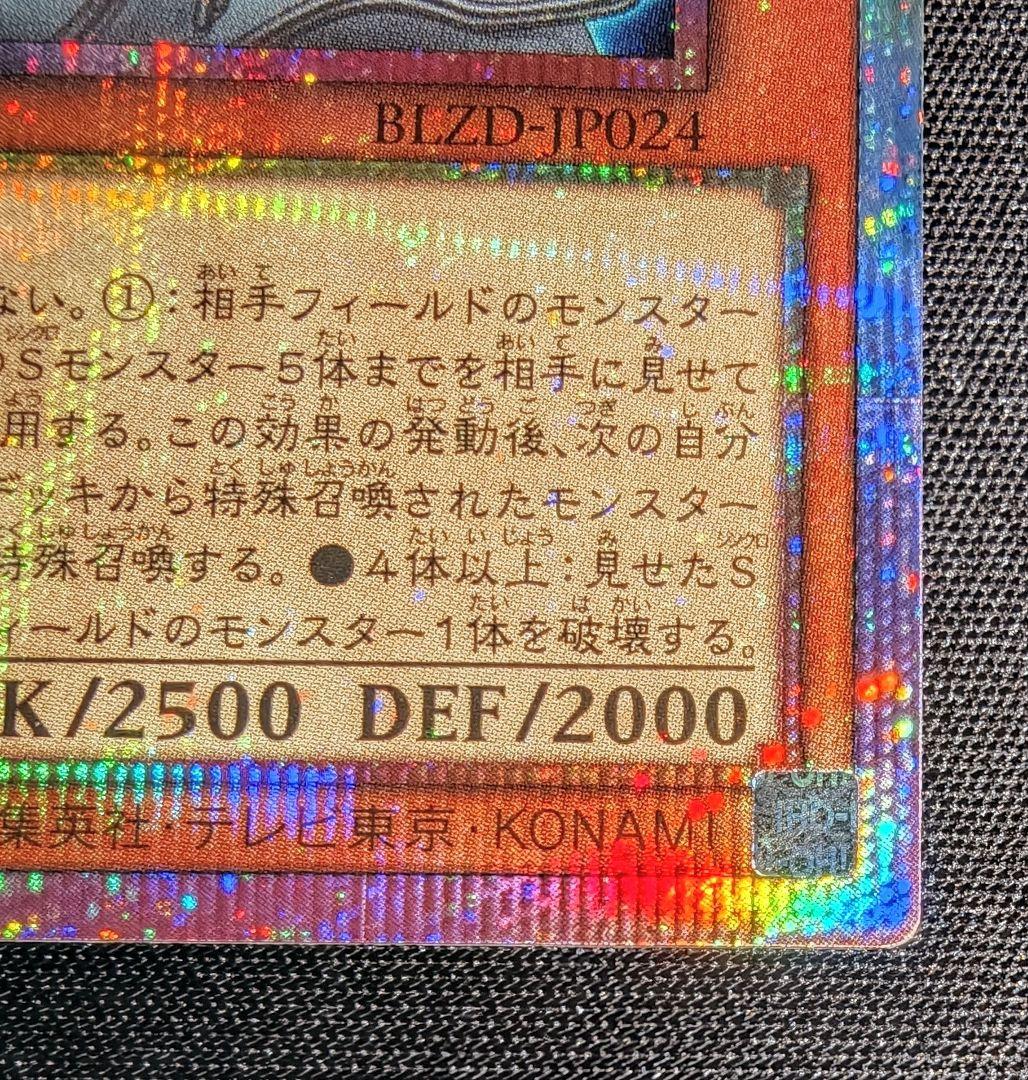 BLZD-JP024
ない。①：相手フィールドのモンスター
Sモンスター5体までを相手に見せて
用する。この効果の発動後、次の自分
デッキから特殊召喚されたモンスター
特殊召喚する。●4体以上：見せたS
ィールドのモンスター1体を破壊する。
K/2500 DEF/2000
集英社・テレビ東京・KONAMI